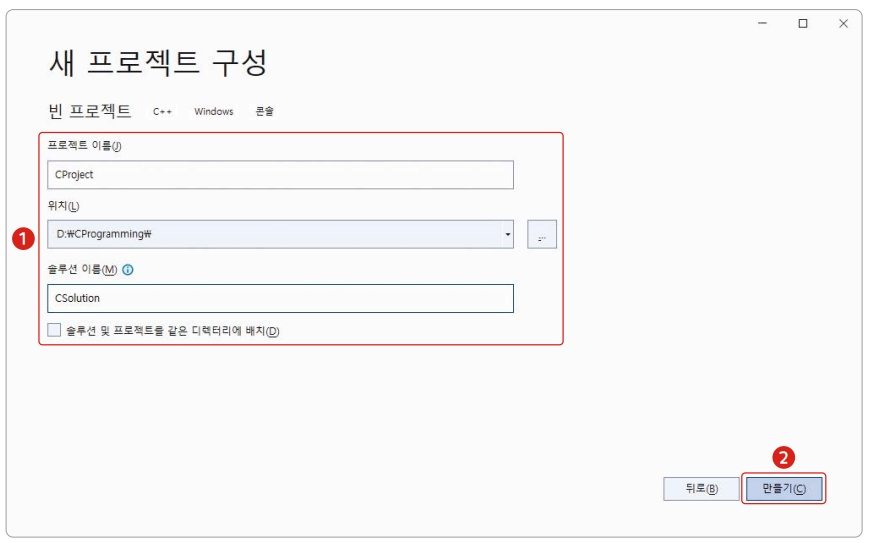 새 프로젝트 구성
빈 프로젝트 C++ Windows 콘솔
프로젝트 이름(J)
CProject
위치(L)
1
D:₩CProgramming₩
...
솔루션 이름(M)
CSolution
솔루션 및 프로젝트를 같은 디렉터리에 배치(D)
2
뒤로(B) 만들기(C)